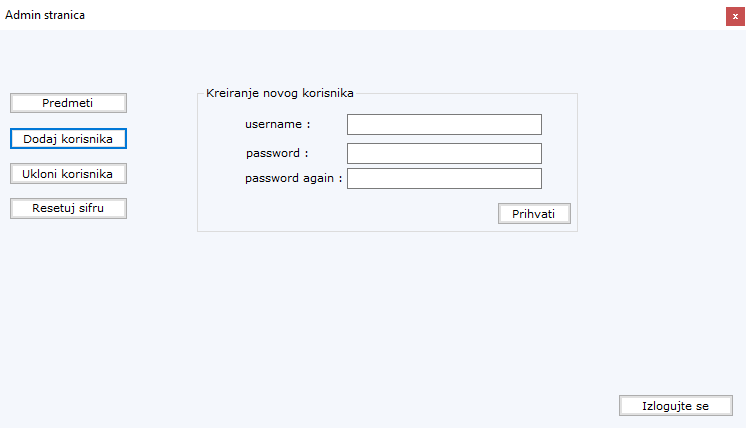 Admin stranica
x
Predmeti
Dodaj korisnika
Ukloni korisnika
Resetuj sifru
Kreiranje novog korisnika
username :
password :
password again :
Prihvati
Izlogujte se